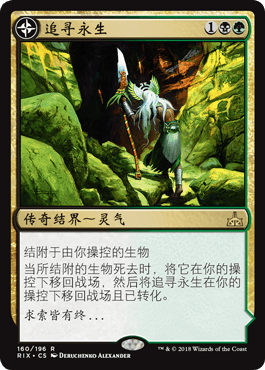 追寻永生
1
传奇结界～灵气
结附于由你操控的生物
当所结附的生物死去时，将它在你的操
控下移回战场，然后将追寻永生在你的
操控下移回战场且已转化。
求索皆有终...
160/196 R
RIX • CS DERUCHENKO ALEXANDER
™ & © 2018 Wizards of the Coast